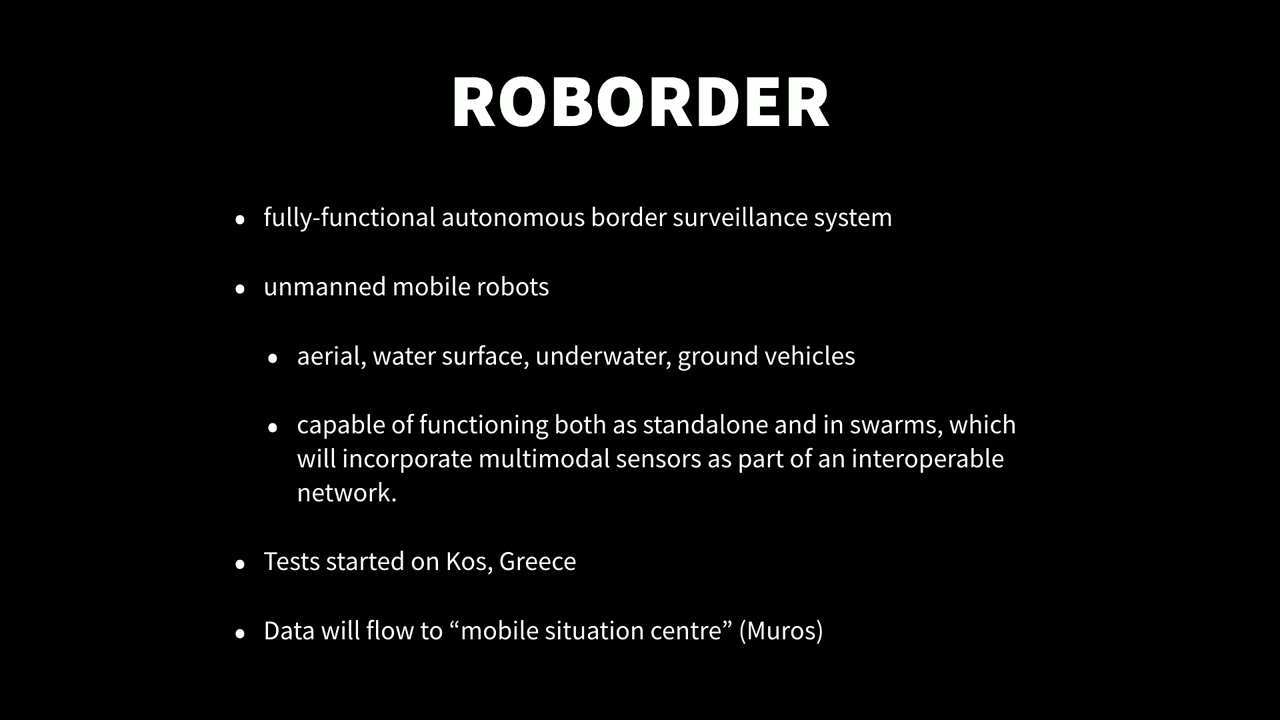 ROBORDER
• fully-functional autonomous border surveillance system
• unmanned mobile robots
• aerial, water surface, underwater, ground vehicles
• capable of functioning both as standalone and in swarms, which
will incorporate multimodal sensors as part of an interoperable
network.
• Tests started on Kos, Greece
• Data will flow to “mobile situation centre” (Muros)